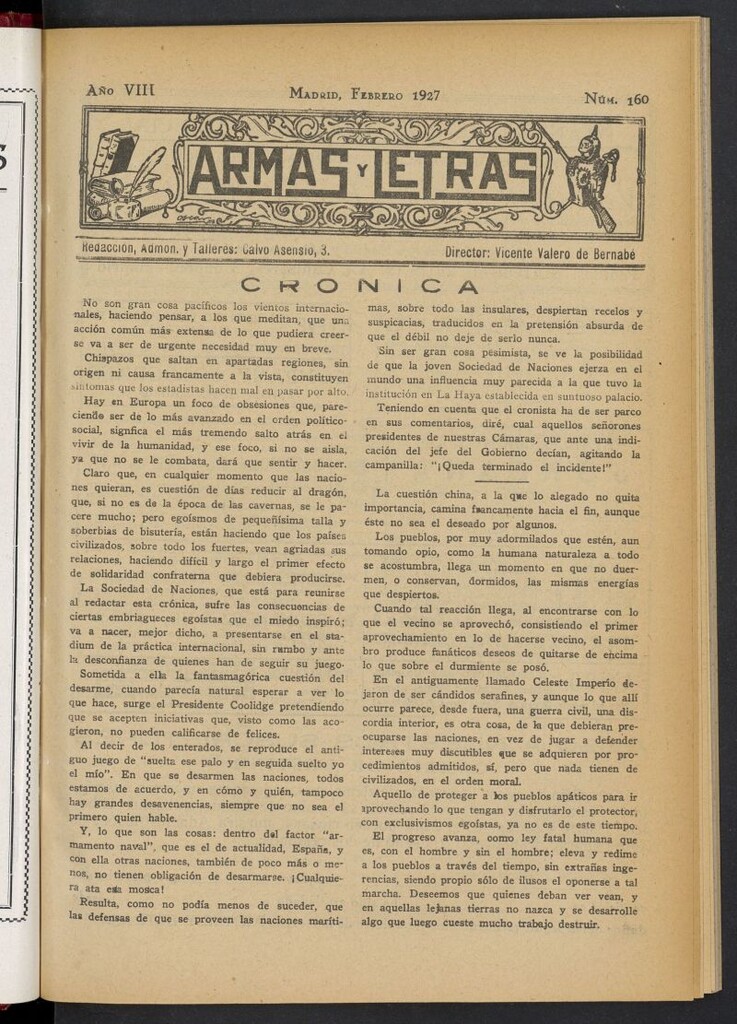 Año VIII
Madrid, Febrero 1927
Núm. 160
ARMAS Y LETRAS
Redacción, Admón. y Talleres: Calvo Asensio, 3.
Director: Vicente Valero de Bernabé
CRONICA
No son gran cosa pacíficos los vientos internacio-
nales, haciendo pensar, a los que meditan, que una
acción común más extensa de lo que pudiera creer-
se va a ser de urgente necesidad muy en breve.
Chispazos que saltan en apartadas regiones, sin
origen ni causa francamente a la vista, constituyen
síntomas que los estadistas hacen mal en pasar por alto.
Hay en Europa un foco de obsesiones que, pare-
ciendo ser de lo más avanzado en el orden político-
social, signfica el más tremendo salto atrás en el
vivir de la humanidad, y ese foco, si no se aisla,
ya que no se le combata, dará que sentir y hacer.
Claro que, en cualquier momento que las nacio-
nes quieran, es cuestión de días reducir al dragón,
que, si no es de la época de las cavernas, se le pa-
cere mucho; pero egoísmos de pequeñísima talla y
soberbias de bisutería, están haciendo que los países
civilizados, sobre todo los fuertes, vean agriadas sus
relaciones, haciendo difícil y largo el primer efecto
de solidaridad confraterna que debiera producirse.
La Sociedad de Naciones, que está para reunirse
al redactar esta crónica, sufre las consecuencias de
ciertas embriagueces egoístas que el miedo inspiró;
va a nacer, mejor dicho, a presentarse en el sta-
dium de la práctica internacional, sin rumbo y ante
la desconfianza de quienes han de seguir su juego.
Sometida a ella la fantasmagórica cuestión del
desarme, cuando parecía natural esperar a ver lo
que hace, surge el Presidente Coolidge pretendiendo
que se acepten iniciativas que, visto como las aco-
gieron, no pueden calificarse de felices.
Al decir de los enterados, se reproduce el anti-
guo juego de "suelta ese palo y en seguida suelto yo
el mío". En que se desarmen las naciones, todos
estamos de acuerdo, y en cómo y quién, tampoco
hay grandes desavenencias, siempre que no sea el
primero quien hable.
Y, lo que son las cosas: dentro del factor "ar-
mamento naval", que es el de actualidad, España, y
con ella otras naciones, también de poco más o me-
nos, no tienen obligación de desarmarse. ¡Cualquie-
ra ata esa mosca!
Resulta, como no podía menos de suceder, que
las defensas de que se proveen las naciones maríti-
mas, sobre todo las insulares, despiertan recelos y
suspicacias, traducidos en la pretensión absurda de
que el débil no deje de serlo nunca.
Sin ser gran cosa pesimista, se ve la posibilidad
de que la joven Sociedad de Naciones ejerza en el
mundo una influencia muy parecida a la que tuvo la
institución en La Haya establecida en suntuoso palacio.
Teniendo en cuenta que el cronista ha de ser parco
en sus comentarios, diré, cual aquellos señorones
presidentes de nuestras Cámaras, que ante una indi-
cación del jefe del Gobierno decían, agitando la
campanilla: "¡Queda terminado el incidente!"
La cuestión china, a la que lo alegado no quita
importancia, camina francamente hacia el fin, aunque
éste no sea el deseado por algunos.
Los pueblos, por muy adormilados que estén, aun
tomando opio, como la humana naturaleza a todo
se acostumbra, llega un momento en que no duer-
men, o conservan, dormidos, las mismas energías
que despiertos.
Cuando tal reacción llega, al encontrarse con lo
que el vecino se aprovechó, consistiendo el primer
aprovechamiento en lo de hacerse vecino, el asom-
bro produce fanáticos deseos de quitarse de encima
lo que sobre el durmiente se posó.
En el antiguamente llamado Celeste Imperio de-
jaron de ser cándidos serafines, y aunque lo que allí
ocurre parece, desde fuera, una guerra civil, una dis-
cordia interior, es otra cosa, de la que debieran pre-
ocuparse las naciones, en vez de jugar a defender
intereses muy discutibles que se adquieren por pro-
cedimientos admitidos, sí, pero que nada tienen de
civilizados, en el orden moral.
Aquello de proteger a los pueblos apáticos para ir
aprovechando lo que tengan y disfrutarlo el protector,
con exclusivismos egoístas, ya no es de este tiempo.
El progreso avanza, como ley fatal humana que
es, con el hombre y sin el hombre; eleva y redime
a los pueblos a través del tiempo, sin extrañas inge-
rencias, siendo propio sólo de ilusos el oponerse a tal
marcha. Deseemos que quienes deban ver vean, y
en aquellas lejanas tierras no nazca y se desarrolle
algo que luego cueste mucho trabajo destruir.